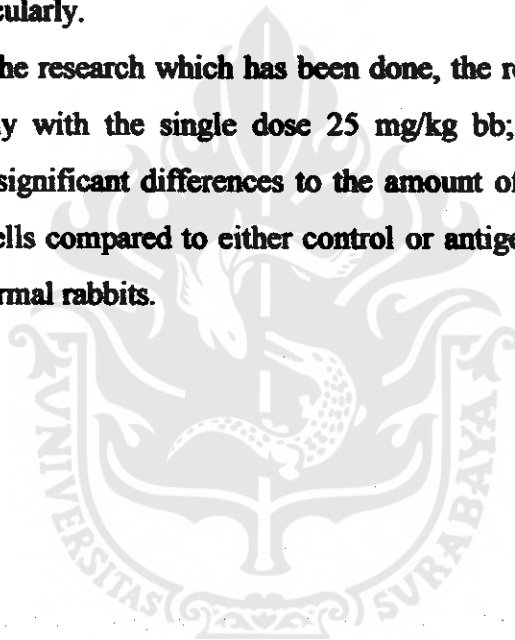 cularly.
he research which has been done, the r
y with the single dose 25 mg/kg bb;
significant differences to the amount of
ells compared to either control or antige
rmal rabbits.
UNIVERSITAS SURABAYA